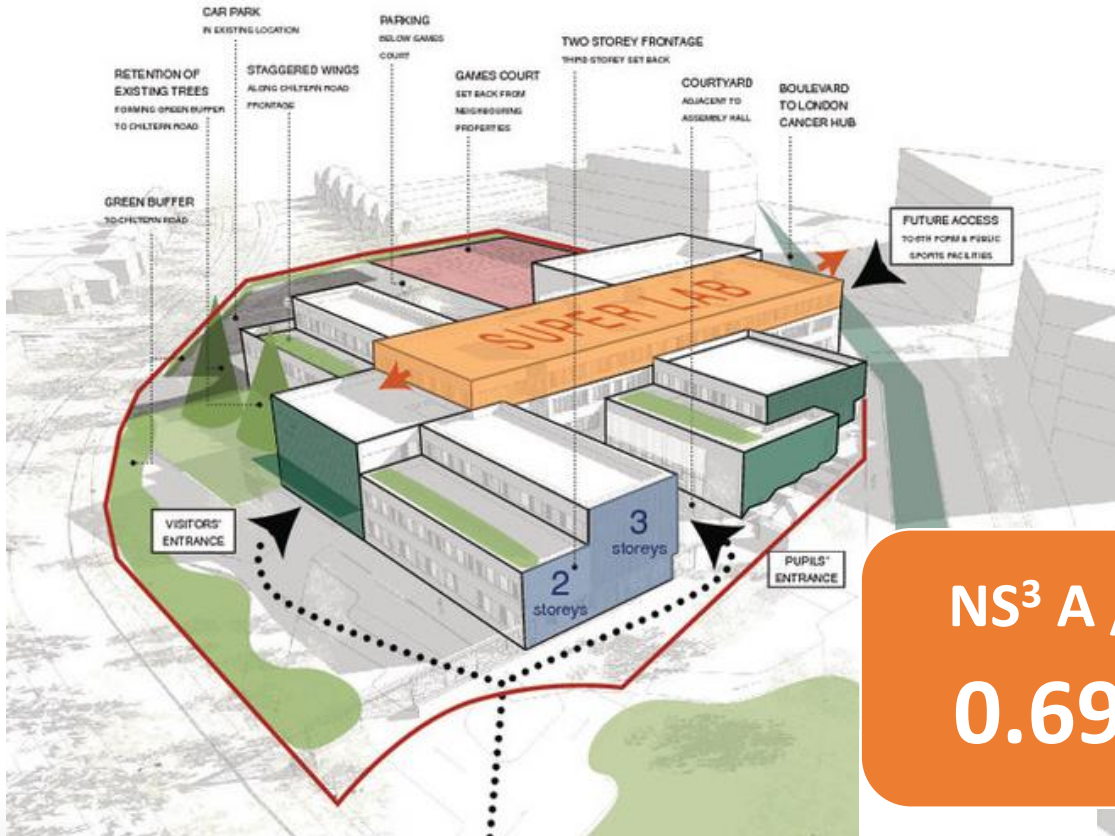 CAR PARK
IN EXISTING LOCATION
PARKING
BELOW GAMES
COURT
TWO STOREY FRONTAGE
THIRD STOREY SET BACK
RETENTION OF
EXISTING TREES
FORMING GREEN BUFFER
TO CHILTERN ROAD
STAGGERED WINGS
ALONG CHILTERN ROAD
FRONTAGE
GAMES COURT
SET BACK FROM
NEIGHBOURING
PROPERTIES
COURTYARD
ADJACENT TO
ASSEMBLY HALL
BOULEVARD
TO LONDON
CANCER HUB
GREEN BUFFER
TO CHILTERN ROAD
FUTURE ACCESS
TO 6TH FORM & PUBLIC
SPORTS FACILITIES
SUPER LAB
VISITORS'
ENTRANCE
3
storeys
2
storeys
PUPILS'
ENTRANCE
NS³ A
0.69